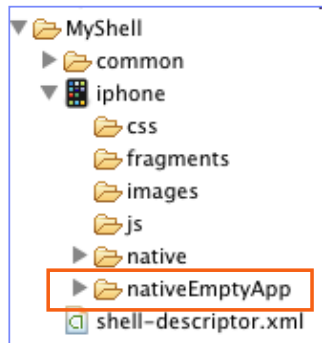 MyShell
common
iphone
css
fragments
images
js
native
nativeEmptyApp
shell-descriptor.xml